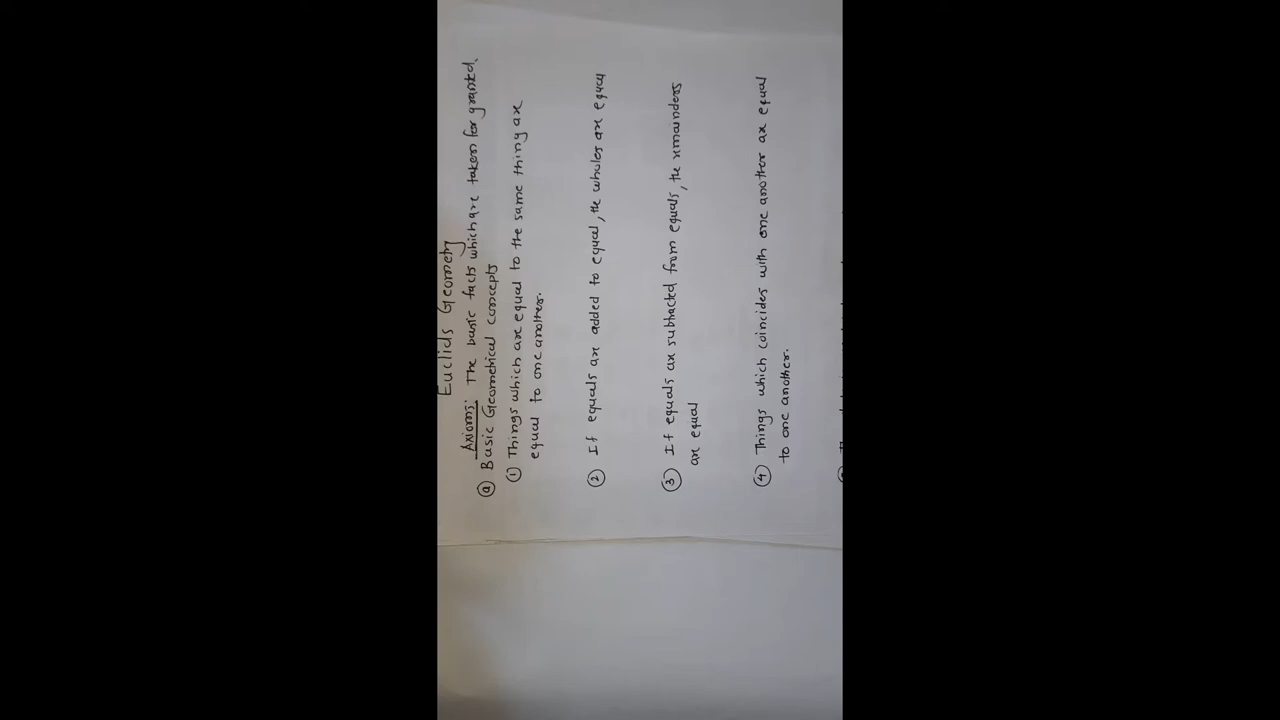 Euclids Geometry
Axioms: The basic facts which are taken for granted.
ⓐ Basic Geometrical concepts
① Things which are equal to the same thing are
equal to one another.
② If equals are added to equal, the wholes are equal
③ If equals are subtracted from equals, the remainders
are equal
④ Things which coincides with one another are equal
to one another.